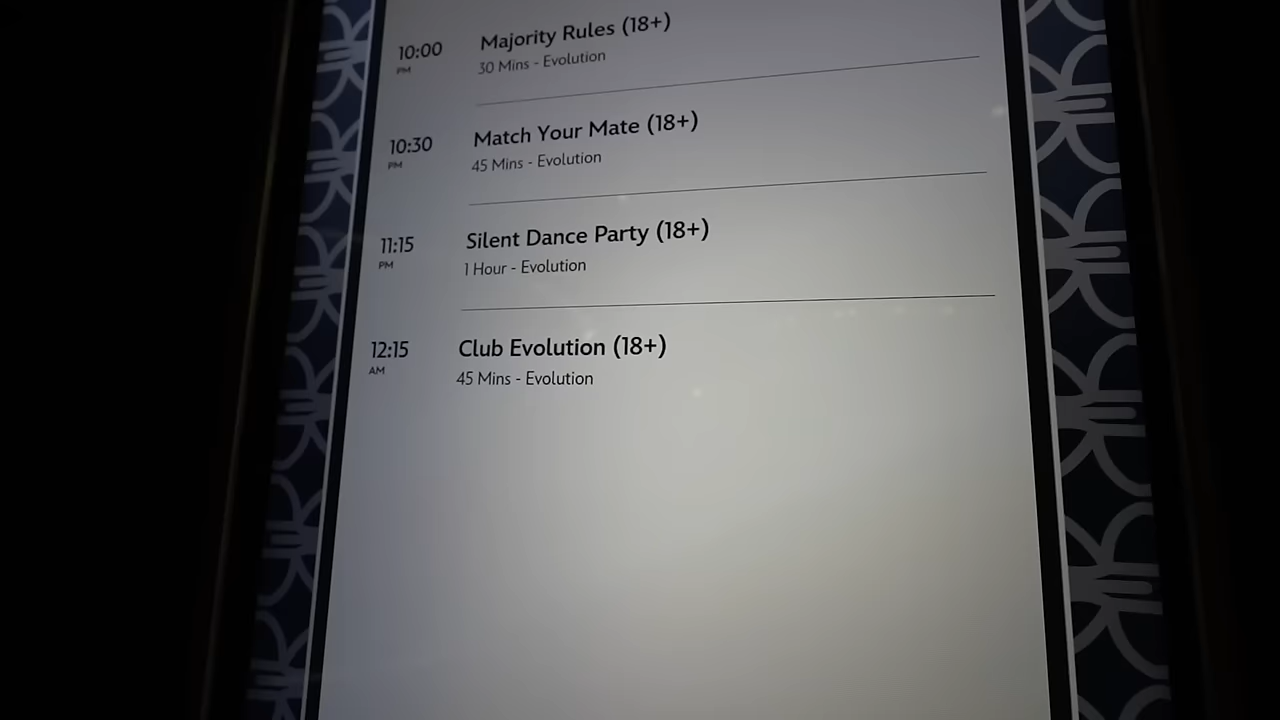 10:00
PM
Majority Rules (18+)
30 Mins - Evolution
10:30
PM
Match Your Mate (18+)
45 Mins - Evolution
11:15
PM
Silent Dance Party (18+)
1 Hour - Evolution
12:15
AM
Club Evolution (18+)
45 Mins - Evolution